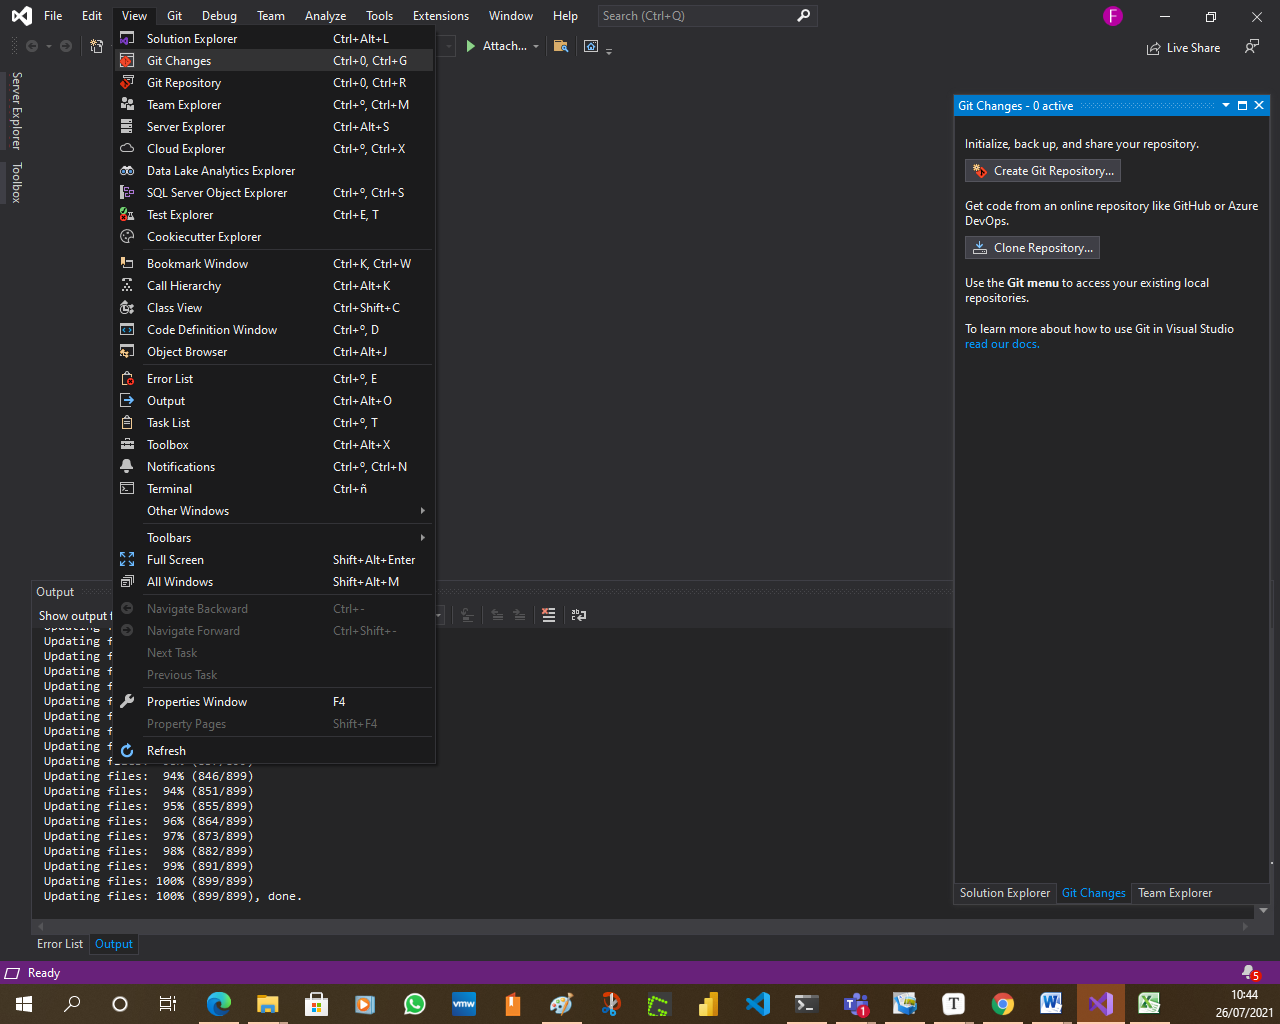 File Edit View Git Debug Team Analyze Tools Extensions Window Help Search (Ctrl+Q) F
Attach... Live Share
Server Explorer
Toolbox
Solution Explorer Ctrl+Alt+L
Git Changes Ctrl+0, Ctrl+G
Git Repository Ctrl+0, Ctrl+R
Team Explorer Ctrl+º, Ctrl+M
Server Explorer Ctrl+Alt+S
Cloud Explorer Ctrl+º, Ctrl+X
Data Lake Analytics Explorer
SQL Server Object Explorer Ctrl+º, Ctrl+S
Test Explorer Ctrl+E, T
Cookiecutter Explorer
Bookmark Window Ctrl+K, Ctrl+W
Call Hierarchy Ctrl+Alt+K
Class View Ctrl+Shift+C
Code Definition Window Ctrl+º, D
Object Browser Ctrl+Alt+J
Error List Ctrl+º, E
Output Ctrl+Alt+O
Task List Ctrl+º, T
Toolbox Ctrl+Alt+X
Notifications Ctrl+º, Ctrl+N
Terminal Ctrl+ñ
Other Windows
Toolbars
Full Screen Shift+Alt+Enter
All Windows Shift+Alt+M
Navigate Backward Ctrl+-
Navigate Forward Ctrl+Shift+-
Next Task
Previous Task
Properties Window F4
Property Pages Shift+F4
Refresh
Git Changes - 0 active
Initialize, back up, and share your repository.
Create Git Repository...
Get code from an online repository like GitHub or Azure
DevOps.
Clone Repository...
Use the Git menu to access your existing local
repositories.
To learn more about how to use Git in Visual Studio
read our docs.
Solution Explorer Git Changes Team Explorer
Output
Show output f
Updating f
Updating f
Updating f
Updating f
Updating f
Updating f
Updating f
Updating f
Updating f
Updating files: 94% (846/899)
Updating files: 94% (851/899)
Updating files: 95% (855/899)
Updating files: 96% (864/899)
Updating files: 97% (873/899)
Updating files: 98% (882/899)
Updating files: 99% (891/899)
Updating files: 100% (899/899)
Updating files: 100% (899/899), done.
Error List Output
Ready 5
vmw 1 T W
10:44
26/07/2021